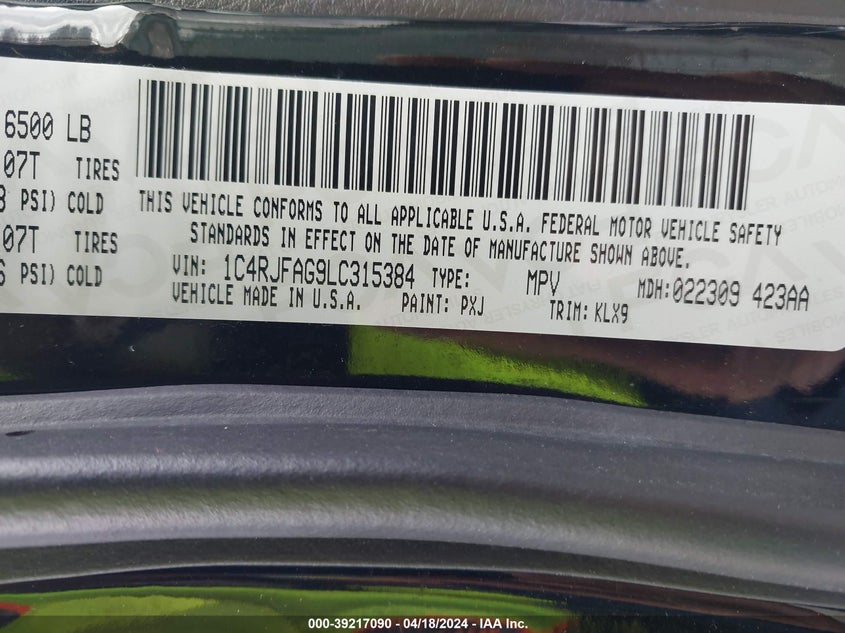 6500 LB
07T TIRES
PSI) COLD
07T TIRES
PSI) COLD
THIS VEHICLE CONFORMS TO ALL APPLICABLE U.S.A. FEDERAL MOTOR VEHICLE SAFETY
STANDARDS IN EFFECT ON THE DATE OF MANUFACTURE SHOWN ABOVE.
VIN: 1C4RJFAG9LC315384 TYPE: MPV MDH:022309 423AA
VEHICLE MADE IN U.S.A. PAINT: PXJ TRIM: KLX9
000-39217090 - 04/18/2024 - IAA Inc.